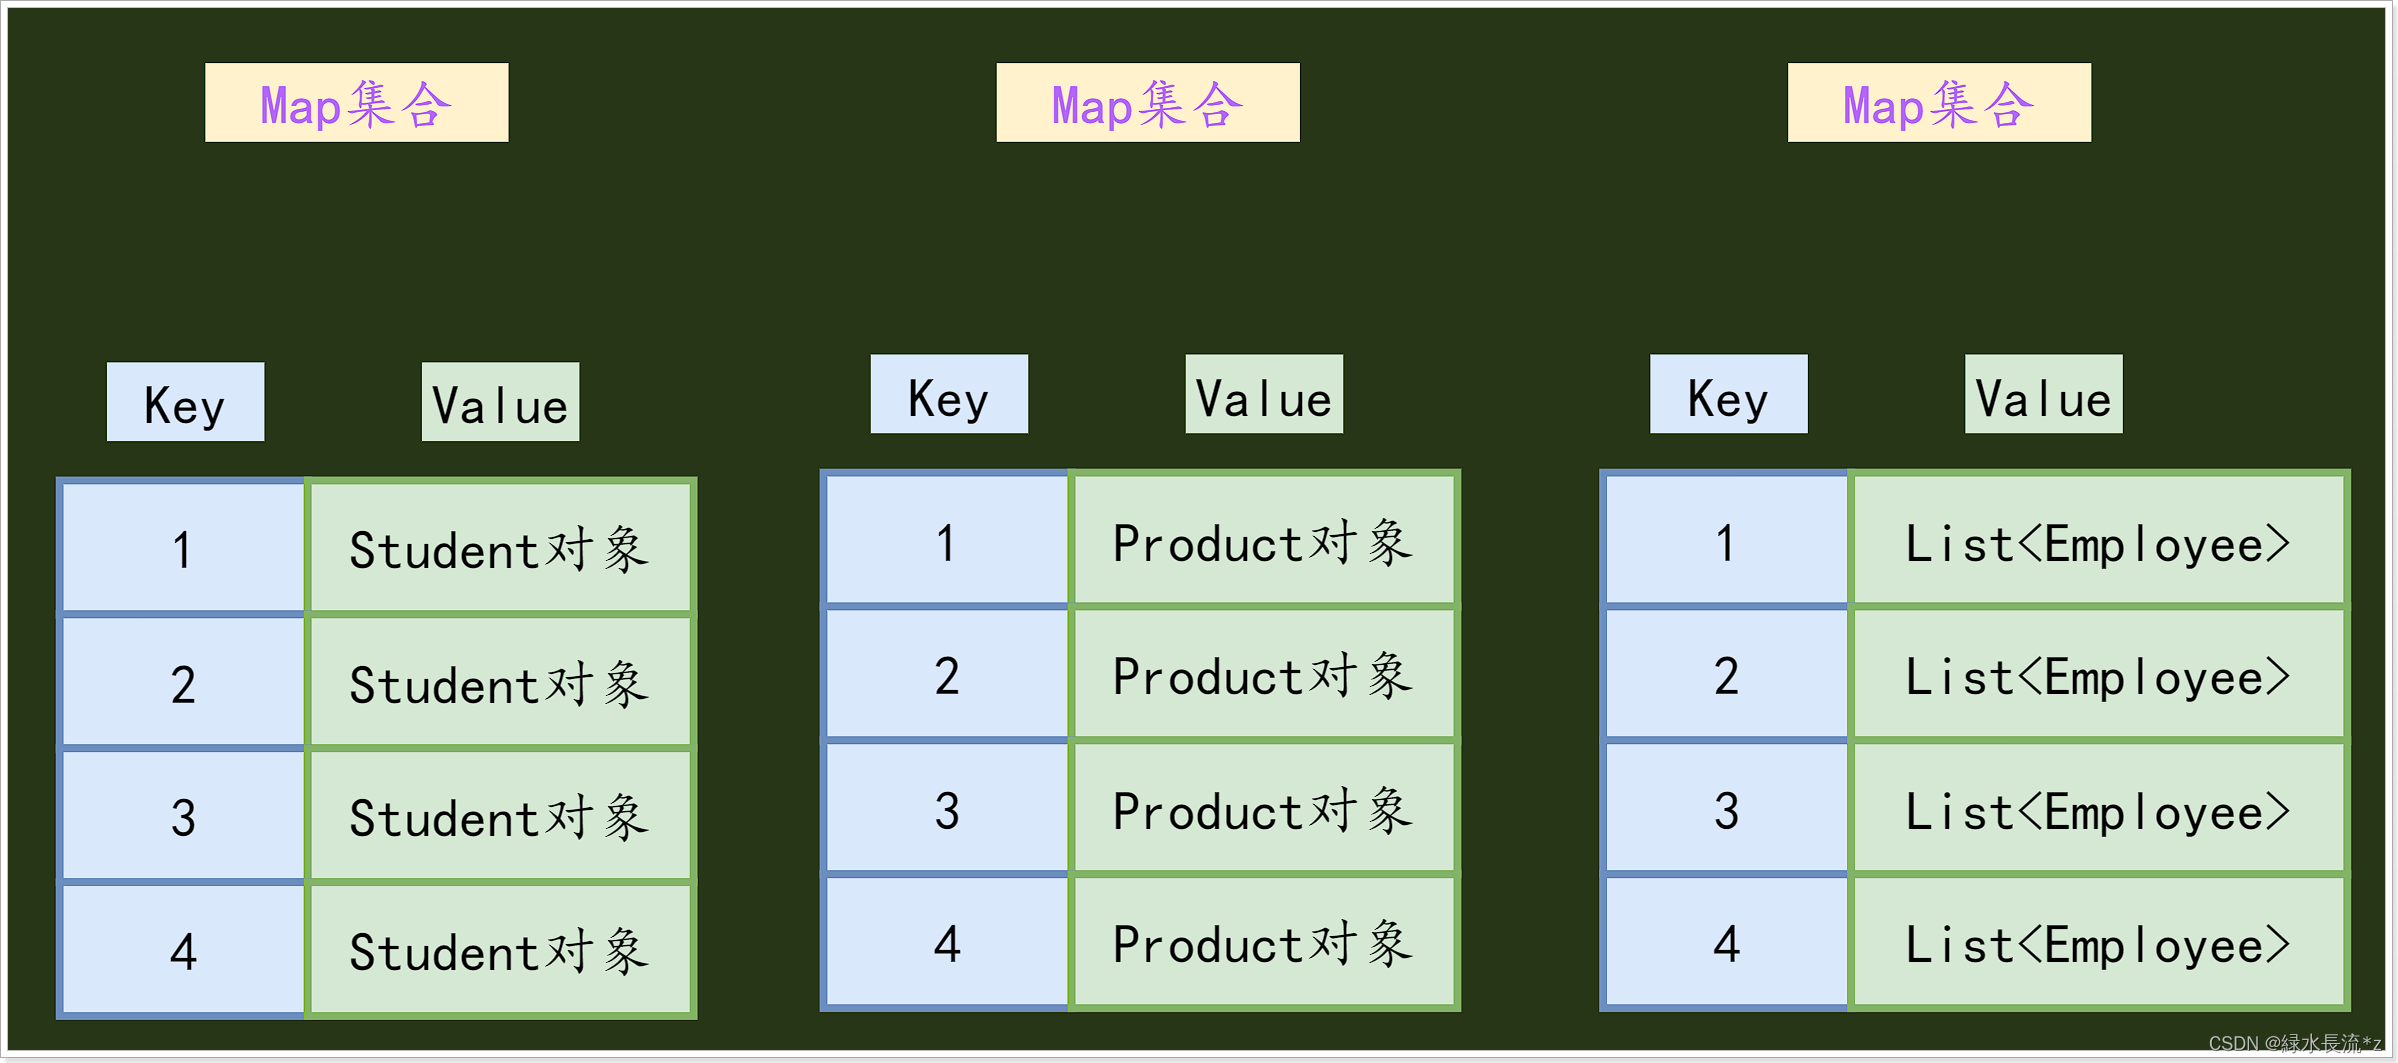 Map集合
Key Value
1 Student对象
2 Student对象
3 Student对象
4 Student对象
Map集合
Key Value
1 Product对象
2 Product对象
3 Product对象
4 Product对象
Map集合
Key Value
1 List<Employee>
2 List<Employee>
3 List<Employee>
4 List<Employee>
CSDN @緑水長流*z